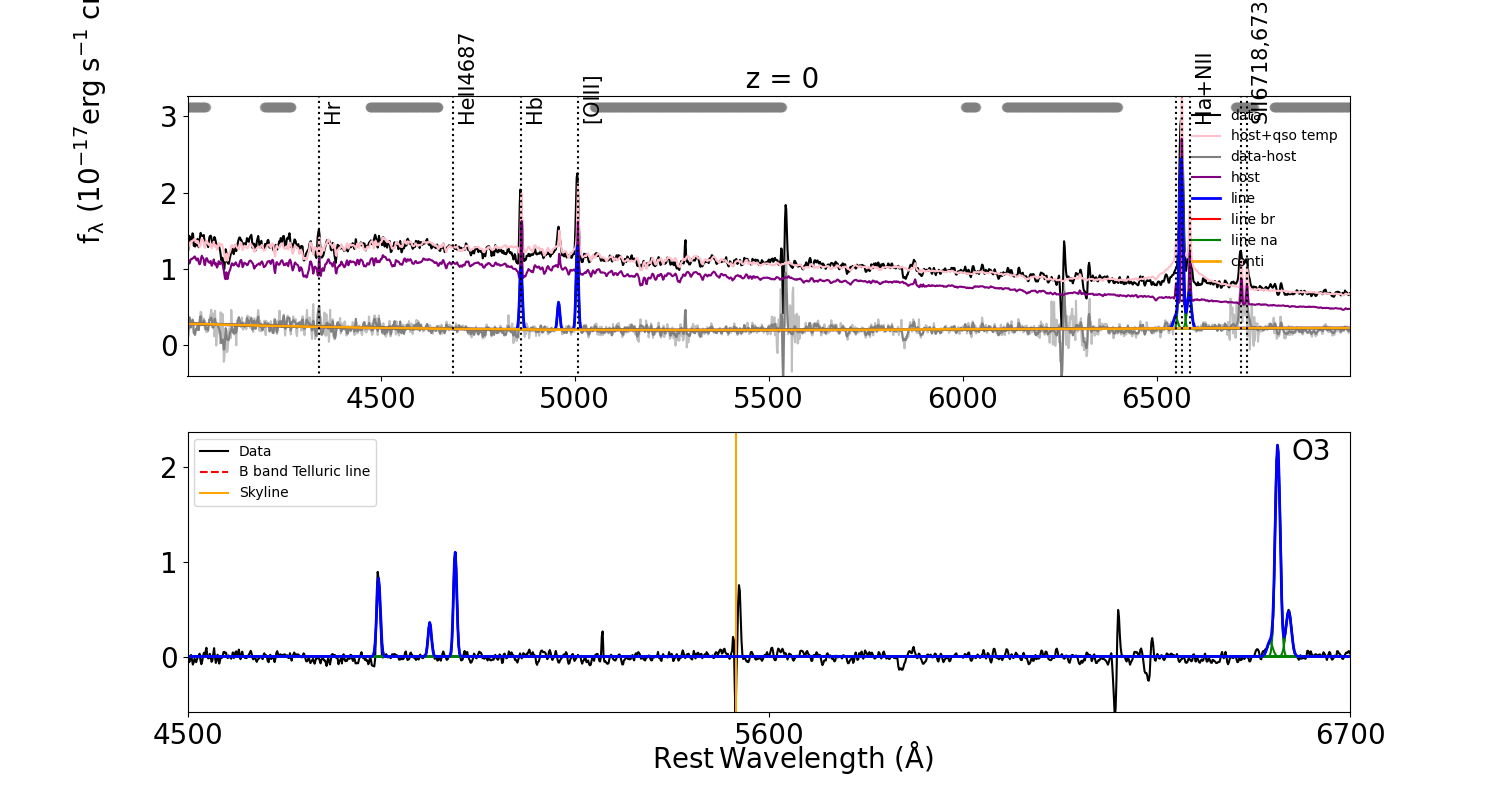 z = 0
f_λ (10^−17 erg s^−1 c
Hr
HeII4687
Hb
[OIII]
Ha+NII
SII6718,673
3
2
1
0
data
host+qso temp
data-host
host
line
line br
line na
conti
4500 5000 5500 6000 6500
2
1
0
Data
B band Telluric line
Skyline
O3
4500 5600 6700
Rest Wavelength (Å)